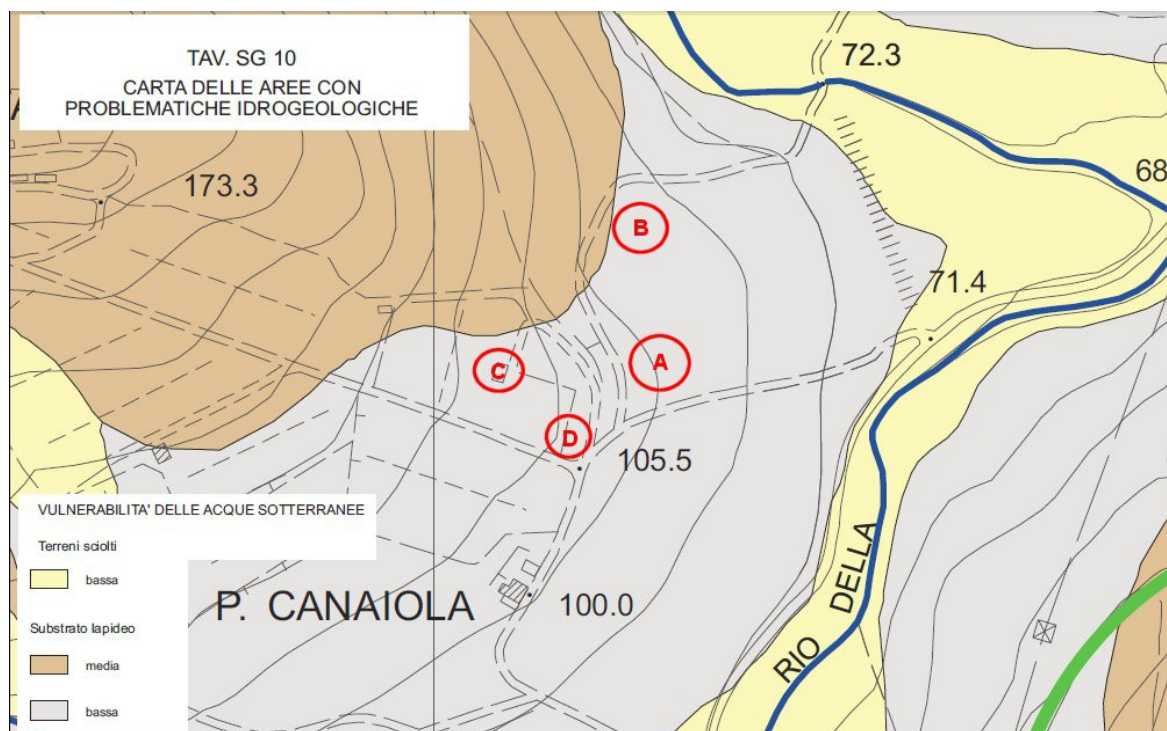 TAV. SG 10
CARTA DELLE AREE CON
PROBLEMATICHE IDROGEOLOGICHE
72.3
68
173.3
B
71.4
A
C
D
105.5
VULNERABILITA' DELLE ACQUE SOTTERRANEE
Terreni sciolti
bassa
Substrato lapideo
media
bassa
P. CANAIOLA
100.0
RIO DELLA